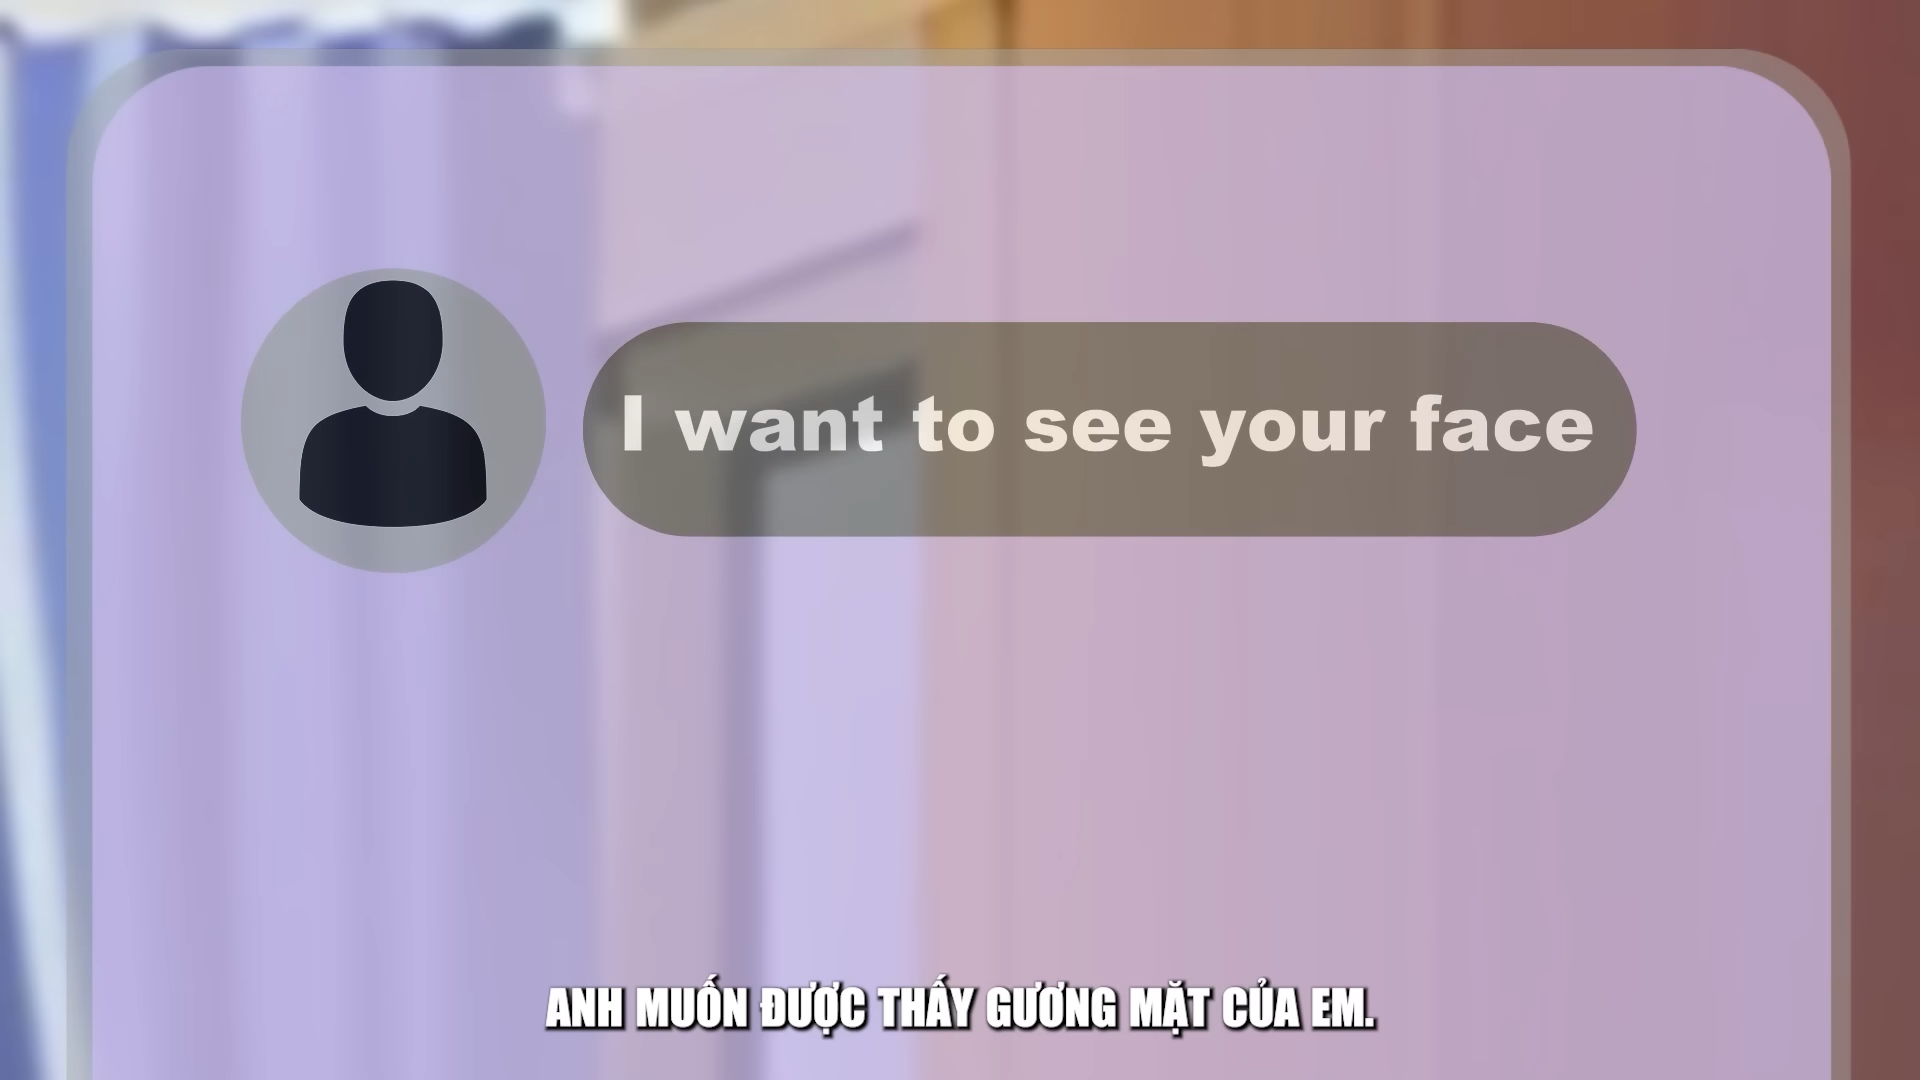 I want to see your face
ANH MUỐN ĐƯỢC THẤY GƯƠNG MẶT CỦA EM.